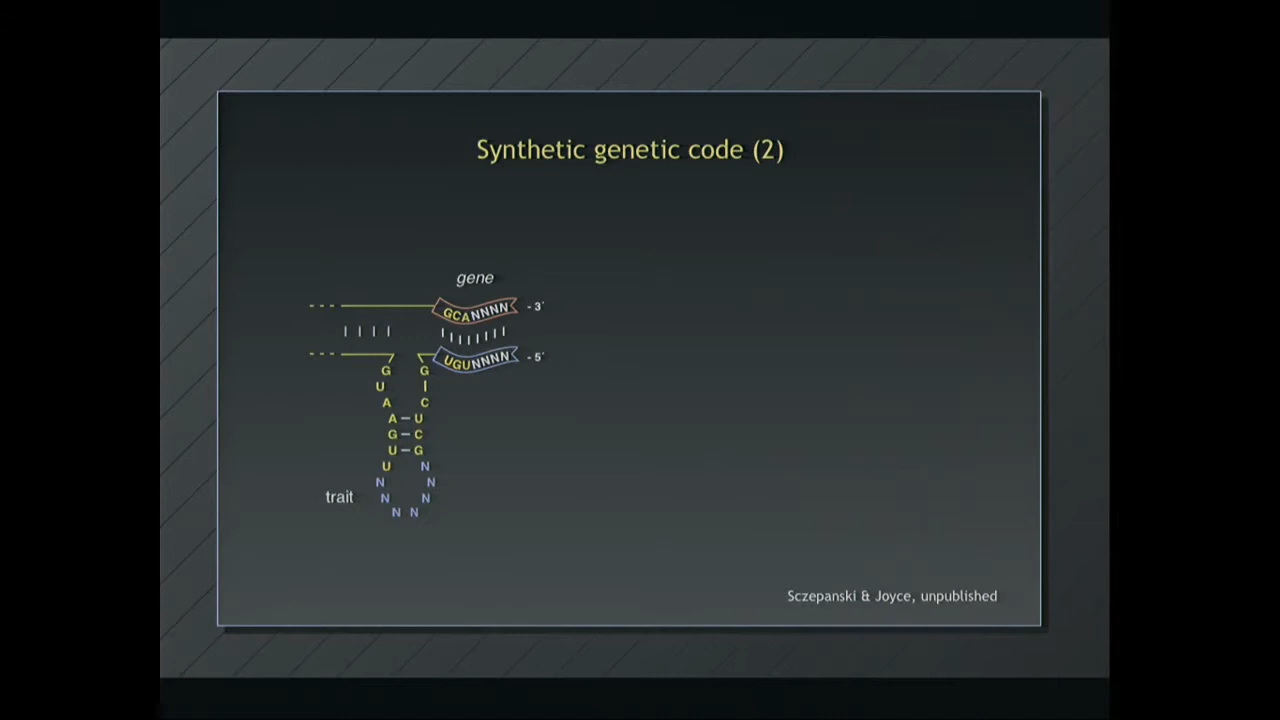 Synthetic genetic code (2)
gene
GCANNNN - 3'
UGUNNNN - 5'
G G
U I
A C
A – U
G – C
U – G
U N
N N
trait N N
N N
Sczepanski & Joyce, unpublished